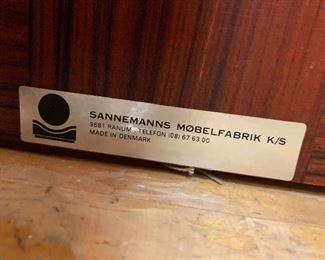 SANNEMANNS MØBELFABRIK K/S
9681 RANUM. TELEFON (08) 67 63 00
MADE IN DENMARK